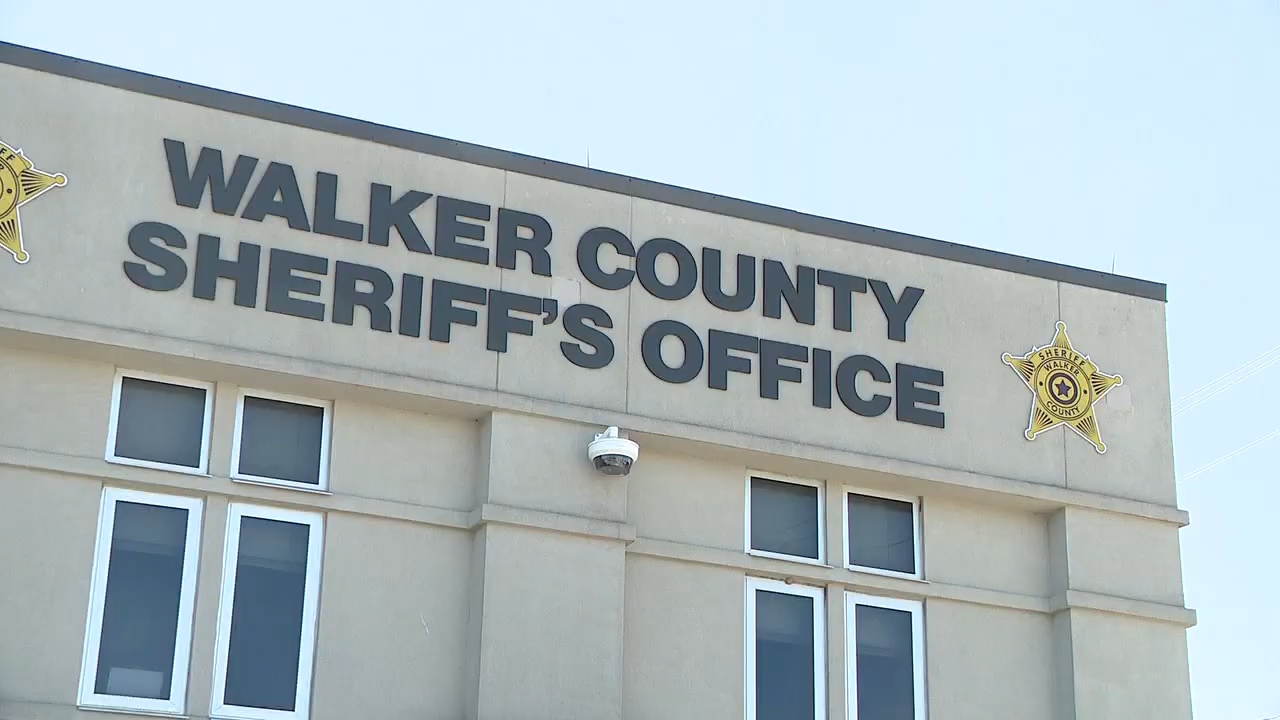 WALKER COUNTY
SHERIFF'S OFFICE
SHERIFF
WALKER
COUNTY